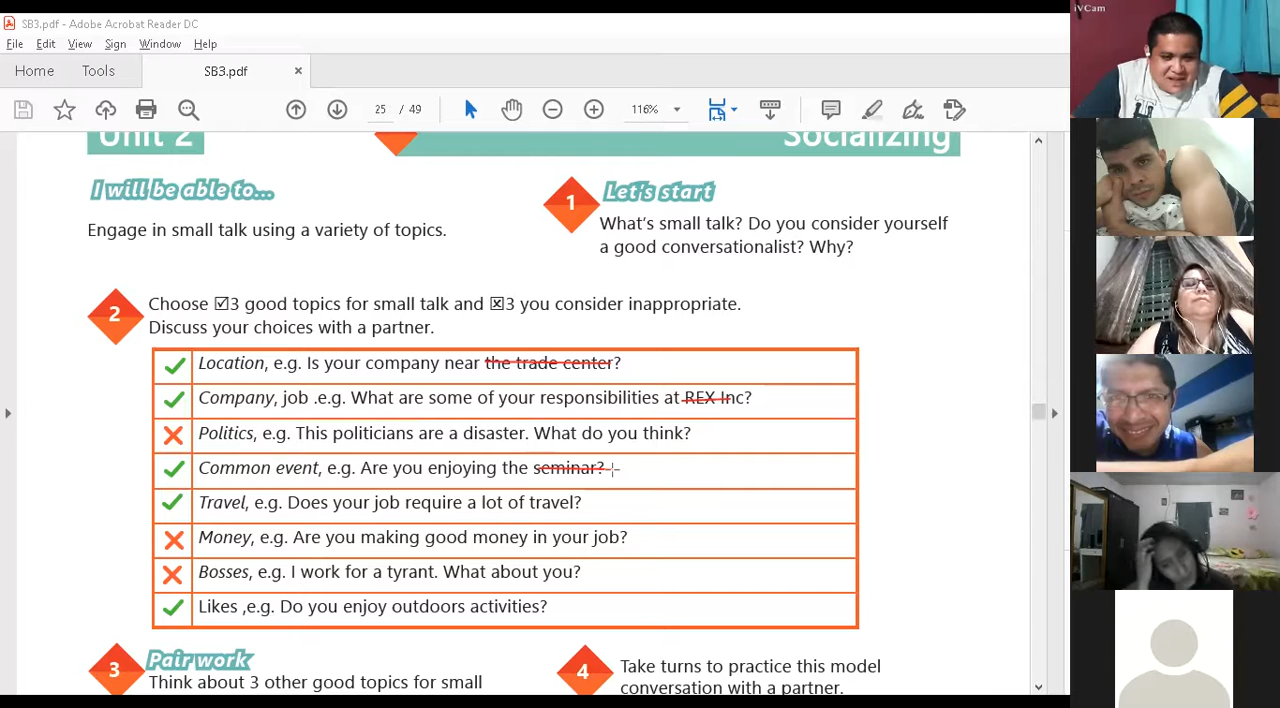 SB3.pdf - Adobe Acrobat Reader DC
iVCam
File Edit View Sign Window Help
Home Tools SB3.pdf ×
25 / 49 116%
Unit 2 Socializing
I will be able to...
Engage in small talk using a variety of topics.
1 Let's start
What's small talk? Do you consider yourself
a good conversationalist? Why?
2 Choose ☑3 good topics for small talk and ☒3 you consider inappropriate.
Discuss your choices with a partner.
Location, e.g. Is your company near the trade center?
Company, job .e.g. What are some of your responsibilities at REX Inc?
Politics, e.g. This politicians are a disaster. What do you think?
Common event, e.g. Are you enjoying the seminar?
Travel, e.g. Does your job require a lot of travel?
Money, e.g. Are you making good money in your job?
Bosses, e.g. I work for a tyrant. What about you?
Likes ,e.g. Do you enjoy outdoors activities?
3 Pair work
Think about 3 other good topics for small
4 Take turns to practice this model
conversation with a partner.